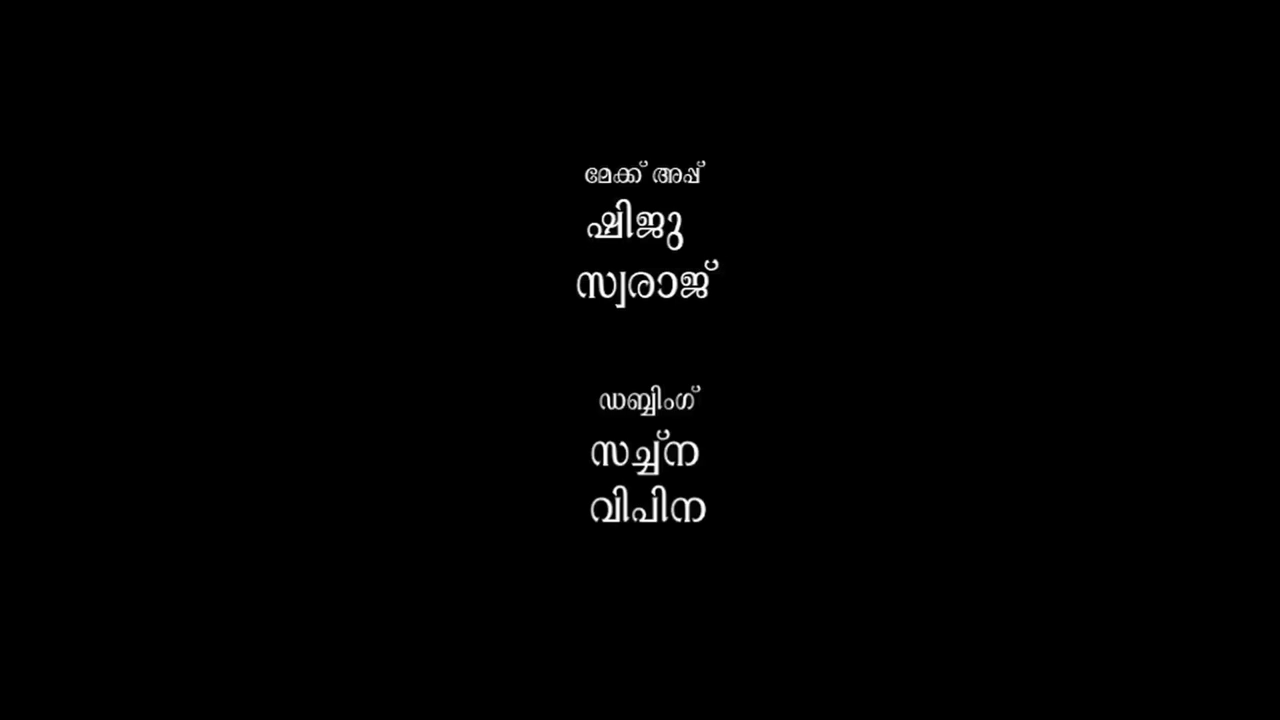 മേക്ക് അപ്പ്
ഷിജു
സ്വരാജ്
ഡബ്ബിംഗ്
സച്ച്ന
വിപിന